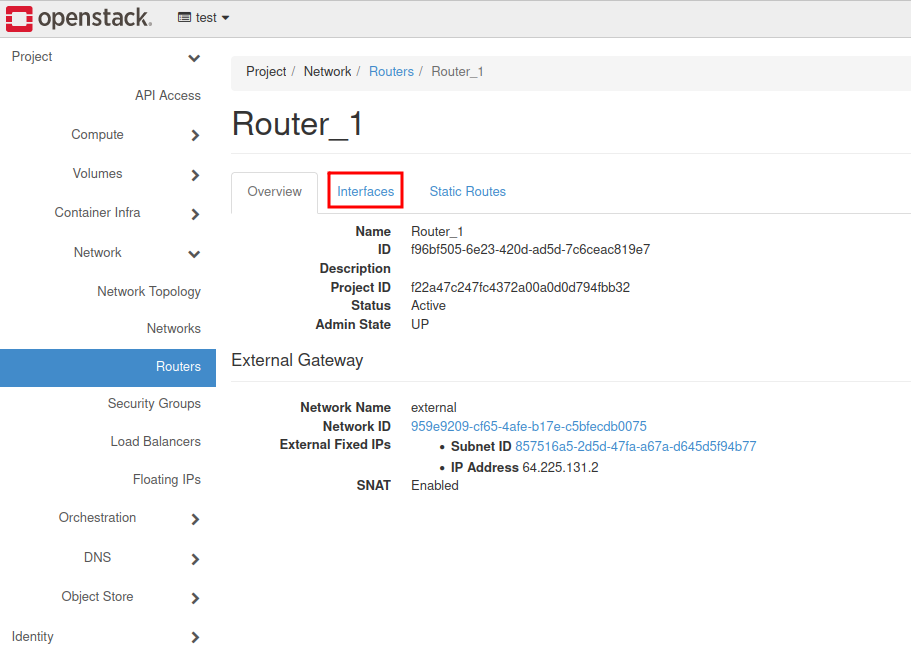 openstack. test
Project
API Access
Compute
Volumes
Container Infra
Network
Network Topology
Networks
Routers
Security Groups
Load Balancers
Floating IPs
Orchestration
DNS
Object Store
Identity
Project / Network / Routers / Router_1
Router_1
Overview Interfaces Static Routes
Name Router_1
ID f96bf505-6e23-420d-ad5d-7c6ceac819e7
Description
Project ID f22a47c247fc4372a00a0d0d794fbb32
Status Active
Admin State UP
External Gateway
Network Name external
Network ID 959e9209-cf65-4afe-b17e-c5bfecdb0075
External Fixed IPs • Subnet ID 857516a5-2d5d-47fa-a67a-d645d5f94b77
• IP Address 64.225.131.2
SNAT Enabled